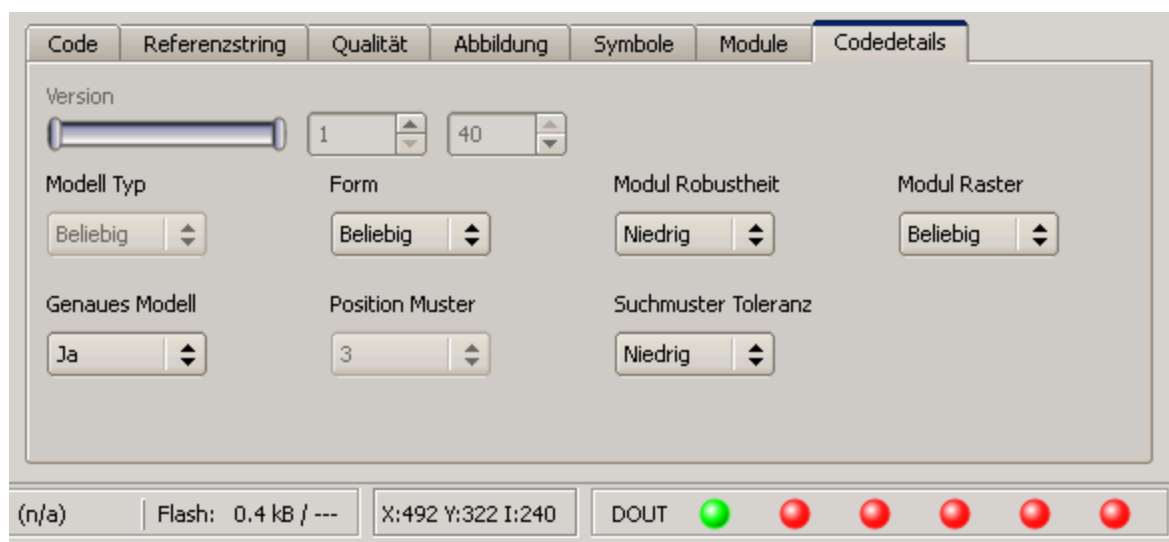 Code Referenzstring Qualität Abbildung Symbole Module Codedetails
Version
1 40
Modell Typ Form Modul Robustheit Modul Raster
Beliebig Beliebig Niedrig Beliebig
Genaues Modell Position Muster Suchmuster Toleranz
Ja 3 Niedrig
(n/a) Flash: 0.4 kB / --- X:492 Y:322 I:240 DOUT